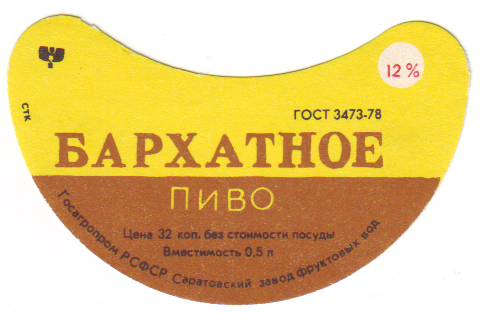 12 %
СТК
ГОСТ 3473-78
БАРХАТНОЕ
ПИВО
Цена 32 коп. без стоимости посуды
Вместимость 0,5 л
Госагропром РСФСР Саратовский завод фруктовых вод